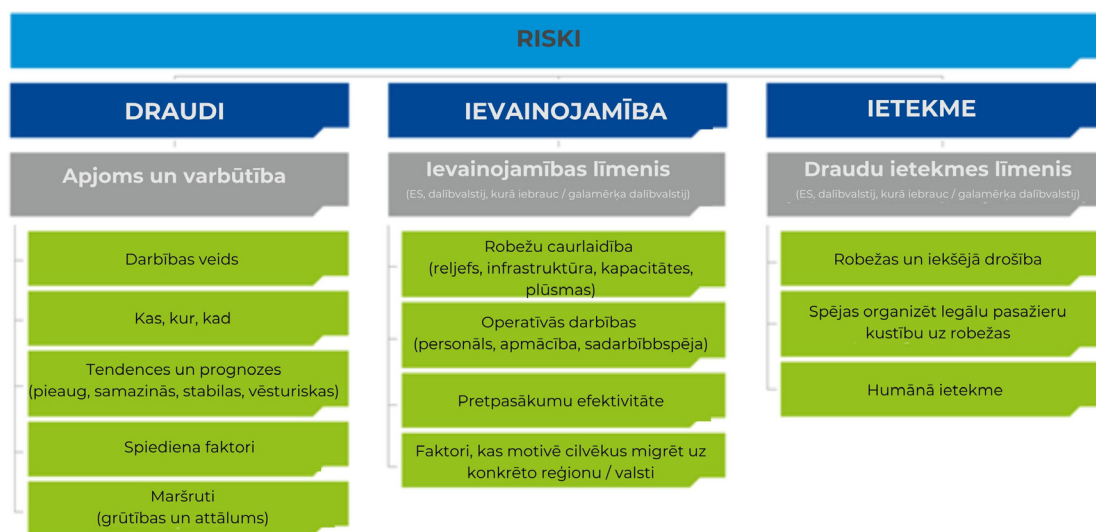 RISKI
DRAUDI
Apjoms un varbūtība
Darbības veids
Kas, kur, kad
Tendences un prognozes
(pieaug, samazinās, stabilas, vēsturiskas)
Spiediena faktori
Maršruti
(grūtības un attālums)
IEVAINOJAMĪBA
Ievainojamības līmenis
(ES, dalībvalstij, kurā iebrauc / galamērķa dalībvalstij)
Robežu caurlaidība
(reljefs, infrastruktūra, kapacitātes,
plūsmas)
Operatīvās darbības
(personāls, apmācība, sadarbībbspēja)
Pretpasākumu efektivitāte
Faktori, kas motivē cilvēkus migrēt uz
konkrēto reģionu / valsti
IETEKME
Draudu ietekmes līmenis
(ES, dalībvalstij, kurā iebrauc / galamērķa dalībvalstij)
Robežas un iekšējā drošība
Spējas organizēt legālu pasažieru
kustību uz robežas
Humānā ietekme